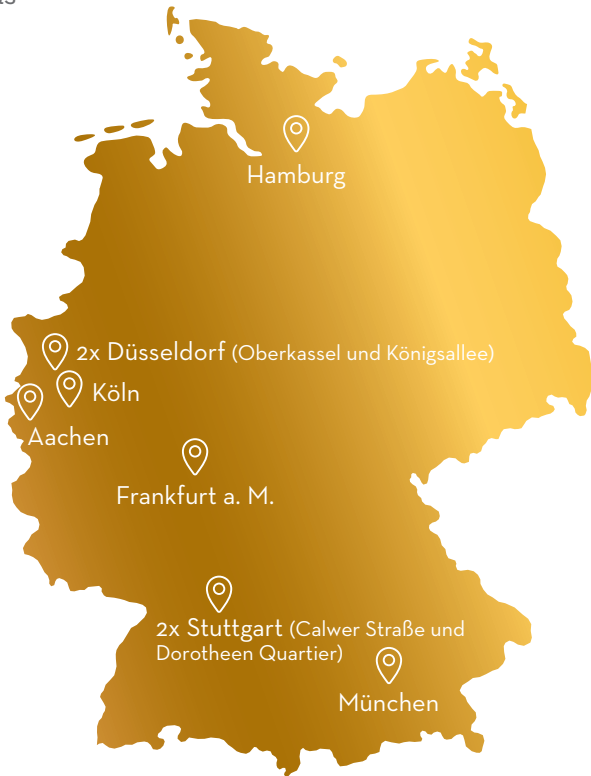 Hamburg
2x Düsseldorf (Oberkassel und Königsallee)
Köln
Aachen
Frankfurt a. M.
2x Stuttgart (Calwer Straße und
Dorotheen Quartier)
München